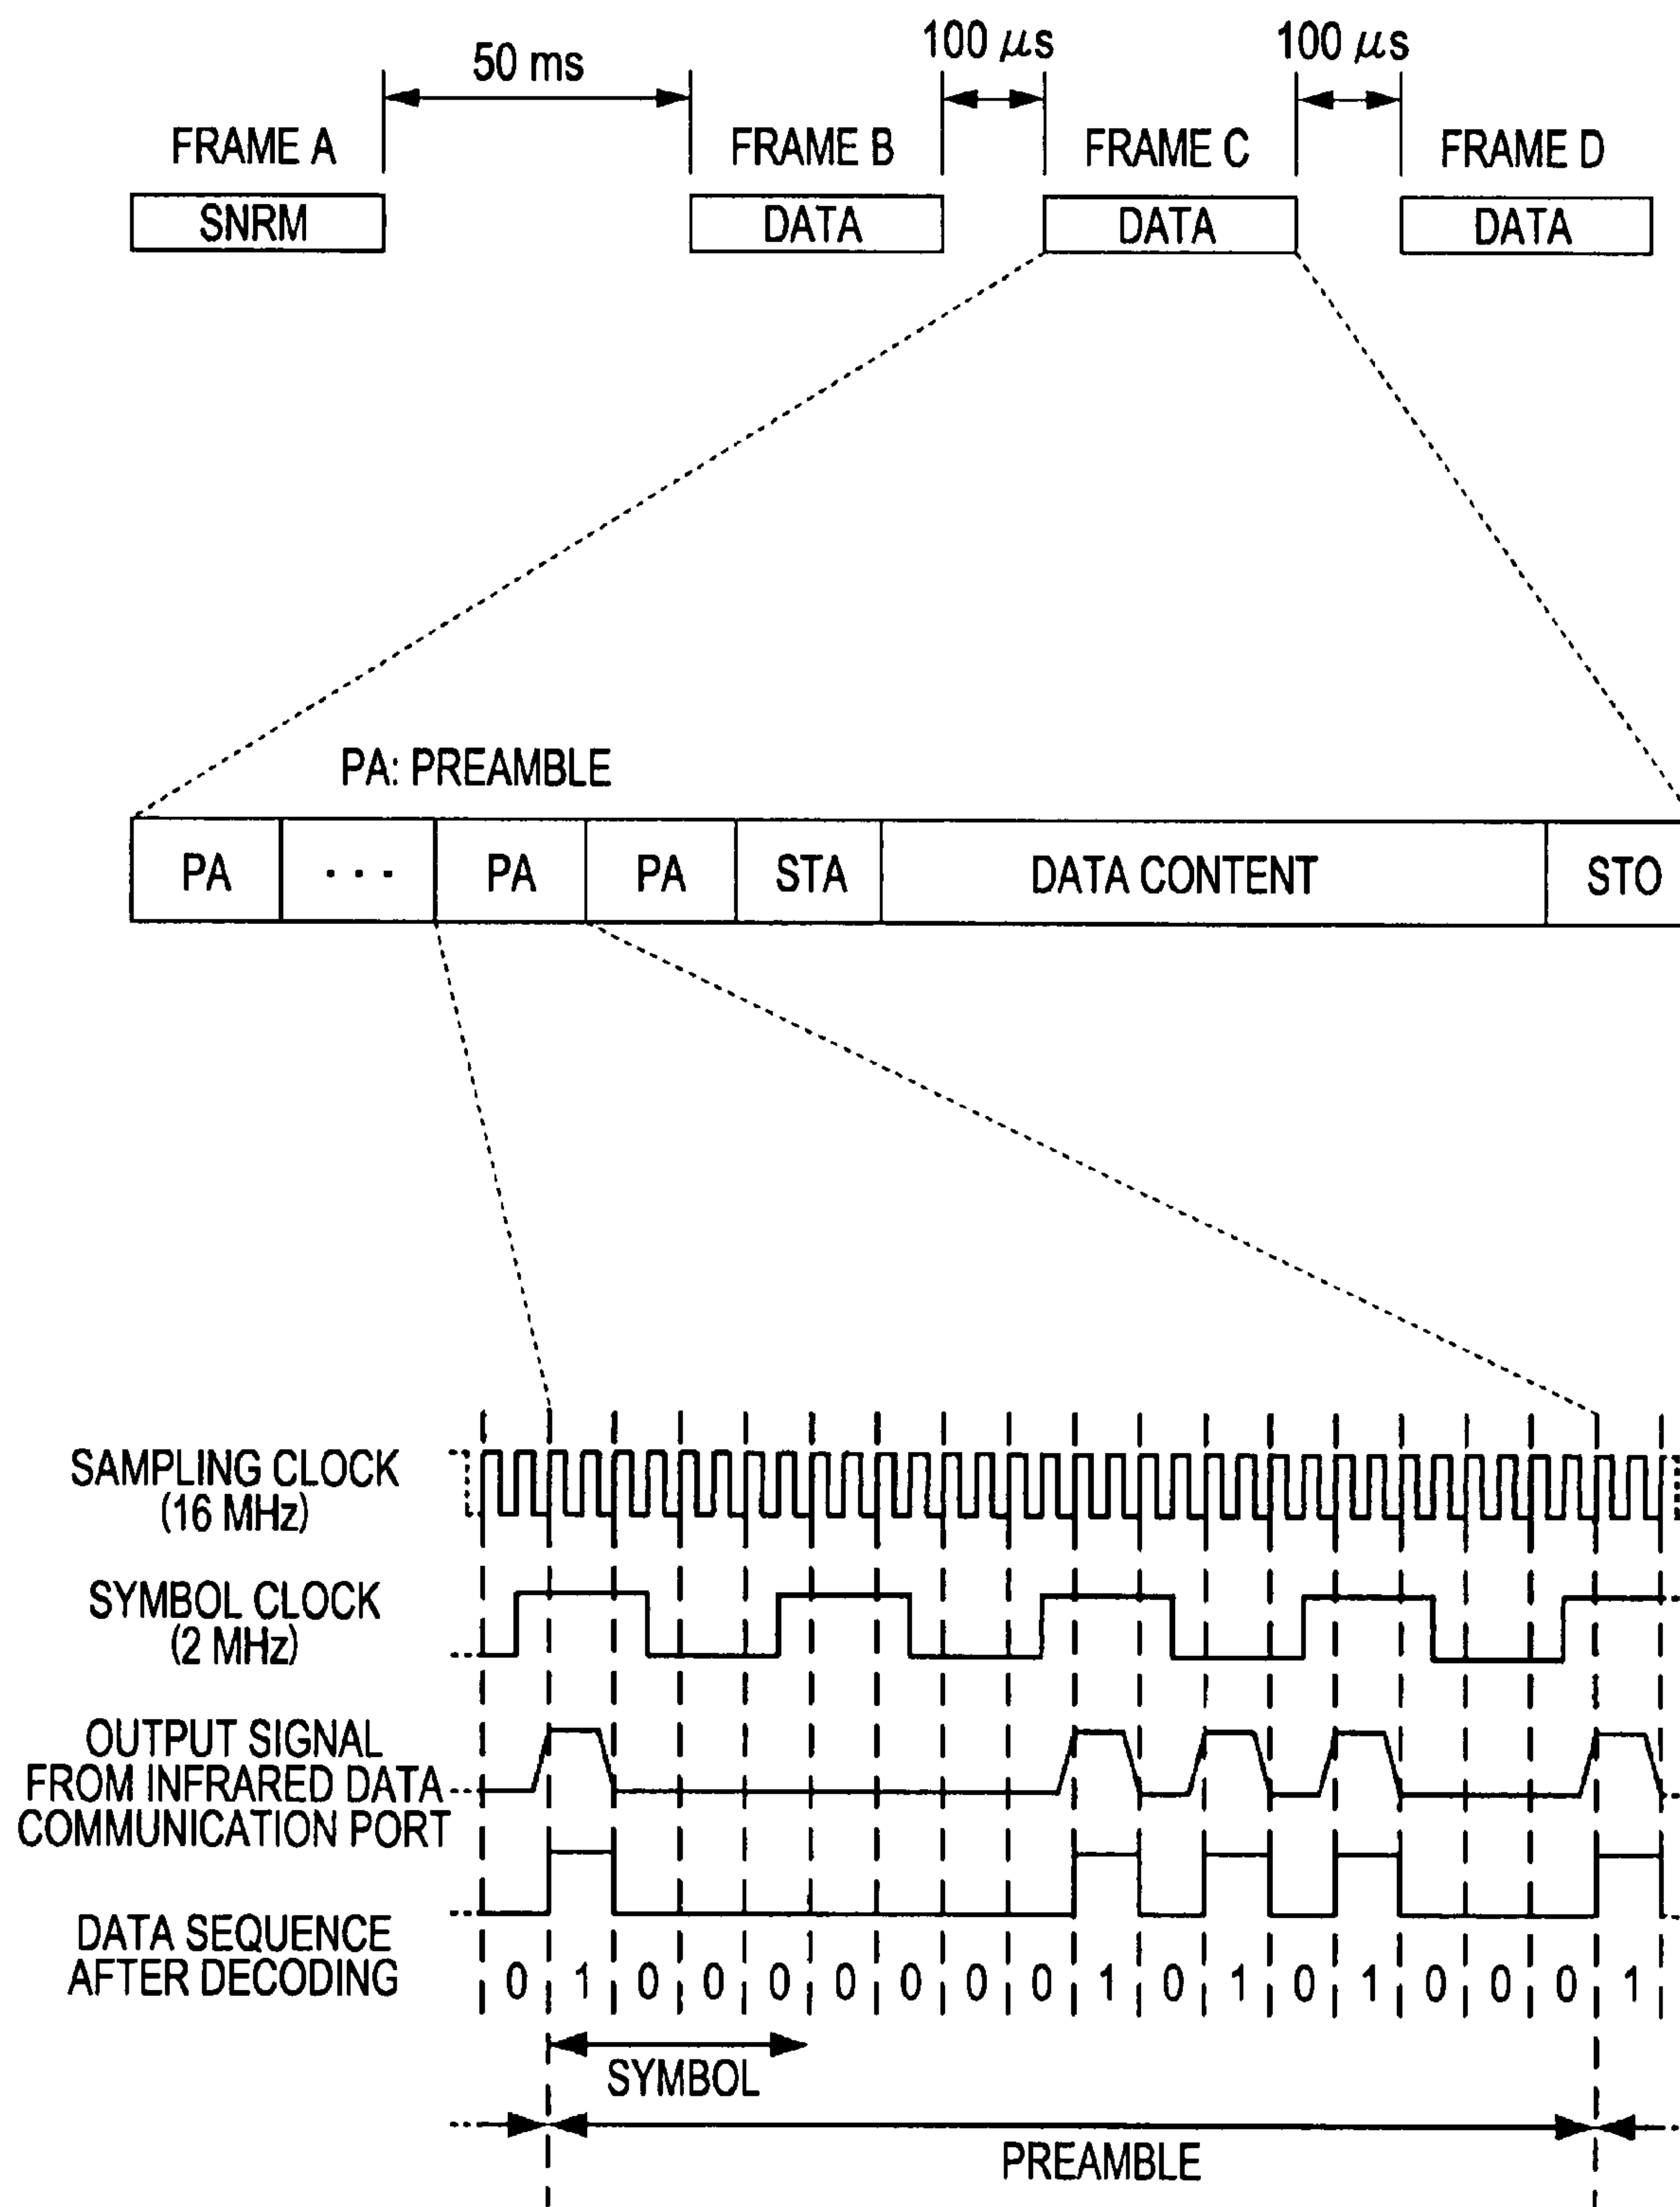 50 ms
100 μs
100 μs
FRAME A
FRAME B
FRAME C
FRAME D
SNRM
DATA
DATA
DATA
PA: PREAMBLE
PA
...
PA
PA
STA
DATA CONTENT
STO
SAMPLING CLOCK
(16 MHz)
SYMBOL CLOCK
(2 MHz)
OUTPUT SIGNAL
FROM INFRARED DATA
COMMUNICATION PORT
DATA SEQUENCE
AFTER DECODING
0 1 0 0 0 0 0 0 0 1 0 1 0 1 0 0 0 1
SYMBOL
PREAMBLE